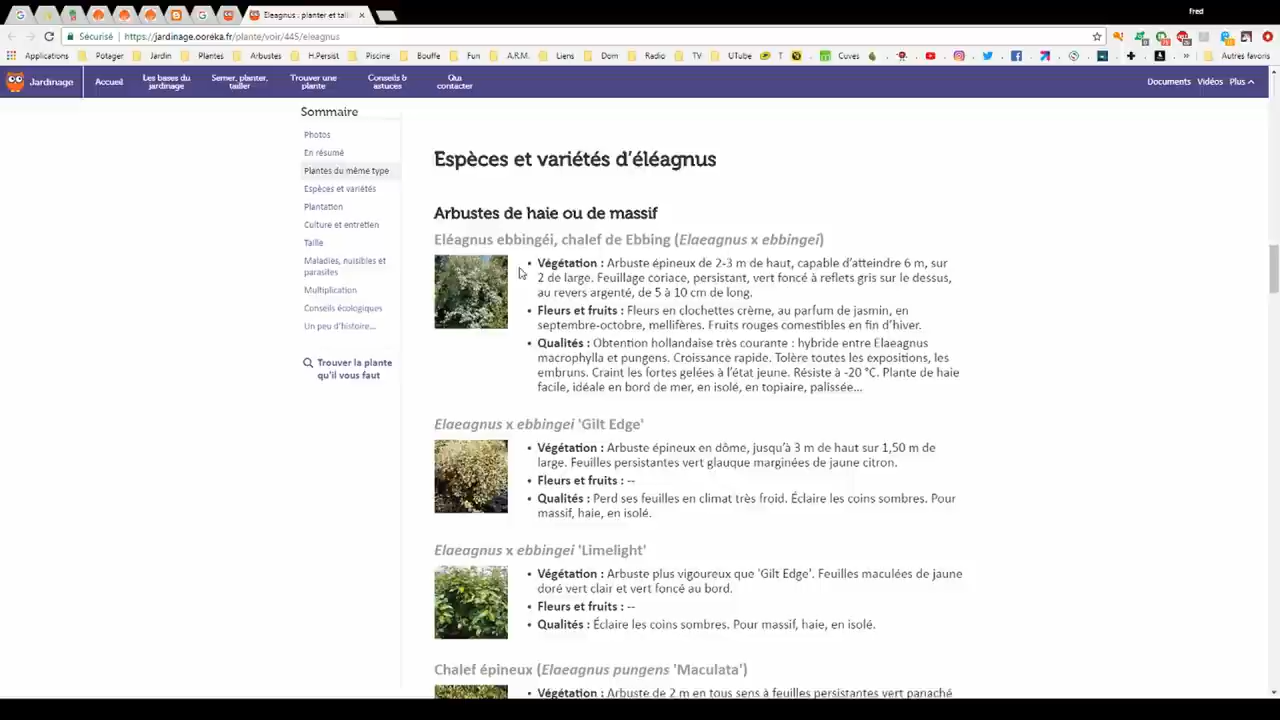 Eleagnus : planter et taill
Fred
Sécurisé
https://jardinage.ooreka.fr/plante/voir/445/eleagnus
Applications Potager Jardin Plantes Arbustes H.Persist Piscine Bouffe Fun A.R.M. Liens Dom Radio TV UTube T Cuves » Autres favoris
Jardinage
Accueil
Les bases du
jardinage
Semer, planter,
tailler
Trouver une
plante
Conseils &
astuces
Qui
contacter
Documents Vidéos Plus
Sommaire
Photos
En résumé
Plantes du même type
Espèces et variétés
Plantation
Culture et entretien
Taille
Maladies, nuisibles et
parasites
Multiplication
Conseils écologiques
Un peu d'histoire...
Trouver la plante
qu'il vous faut
Espèces et variétés d'éléagnus
Arbustes de haie ou de massif
Eléagnus ebbingéi, chalef de Ebbing (Elaeagnus x ebbingei)
• Végétation : Arbuste épineux de 2-3 m de haut, capable d'atteindre 6 m, sur
2 de large. Feuillage coriace, persistant, vert foncé à reflets gris sur le dessus,
au revers argenté, de 5 à 10 cm de long.
• Fleurs et fruits : Fleurs en clochettes crème, au parfum de jasmin, en
septembre-octobre, mellifères. Fruits rouges comestibles en fin d'hiver.
• Qualités : Obtention hollandaise très courante : hybride entre Elaeagnus
macrophylla et pungens. Croissance rapide. Tolère toutes les expositions, les
embruns. Craint les fortes gelées à l'état jeune. Résiste à -20 °C. Plante de haie
facile, idéale en bord de mer, en isolé, en topiaire, palissée...
Elaeagnus x ebbingei 'Gilt Edge'
• Végétation : Arbuste épineux en dôme, jusqu'à 3 m de haut sur 1,50 m de
large. Feuilles persistantes vert glauque marginées de jaune citron.
• Fleurs et fruits : --
• Qualités : Perd ses feuilles en climat très froid. Éclaire les coins sombres. Pour
massif, haie, en isolé.
Elaeagnus x ebbingei 'Limelight'
• Végétation : Arbuste plus vigoureux que 'Gilt Edge'. Feuilles maculées de jaune
doré vert clair et vert foncé au bord.
• Fleurs et fruits : --
• Qualités : Éclaire les coins sombres. Pour massif, haie, en isolé.
Chalef épineux (Elaeagnus pungens 'Maculata')
• Végétation : Arbuste de 2 m en tous sens à feuilles persistantes vert panaché